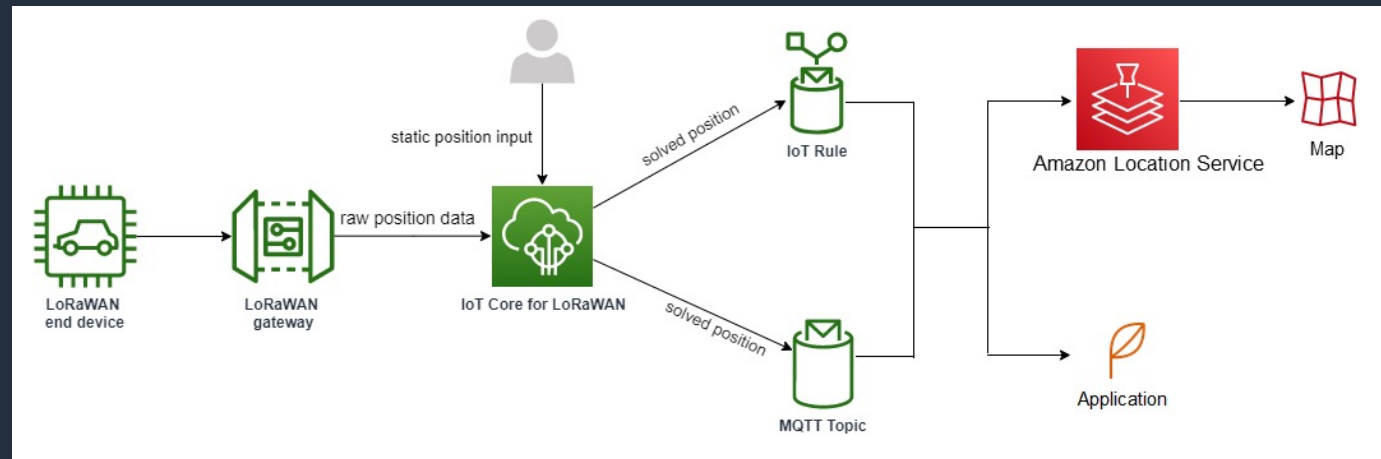 static position input
solved position
IoT Rule
Amazon Location Service
Map
raw position data
LoRaWAN
end device
LoRaWAN
gateway
IoT Core for LoRaWAN
solved position
MQTT Topic
Application